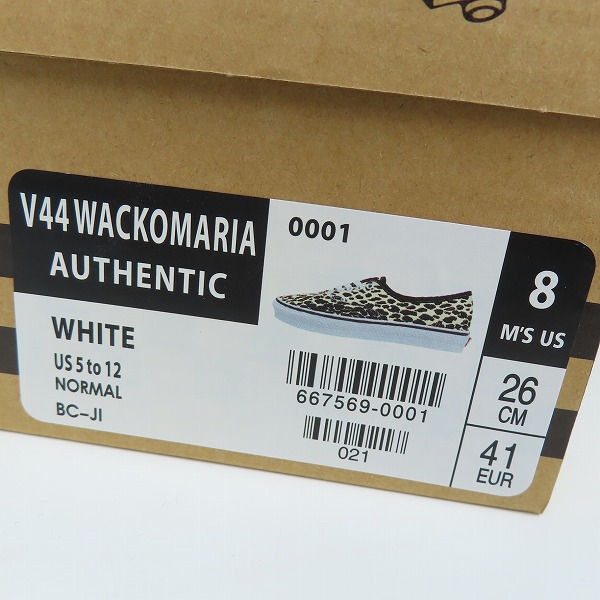 V44 WACKOMARIA
AUTHENTIC
WHITE
US 5 to 12
NORMAL
BC-JI
0001
667569-0001
021
8
M'S US
26
CM
41
EUR